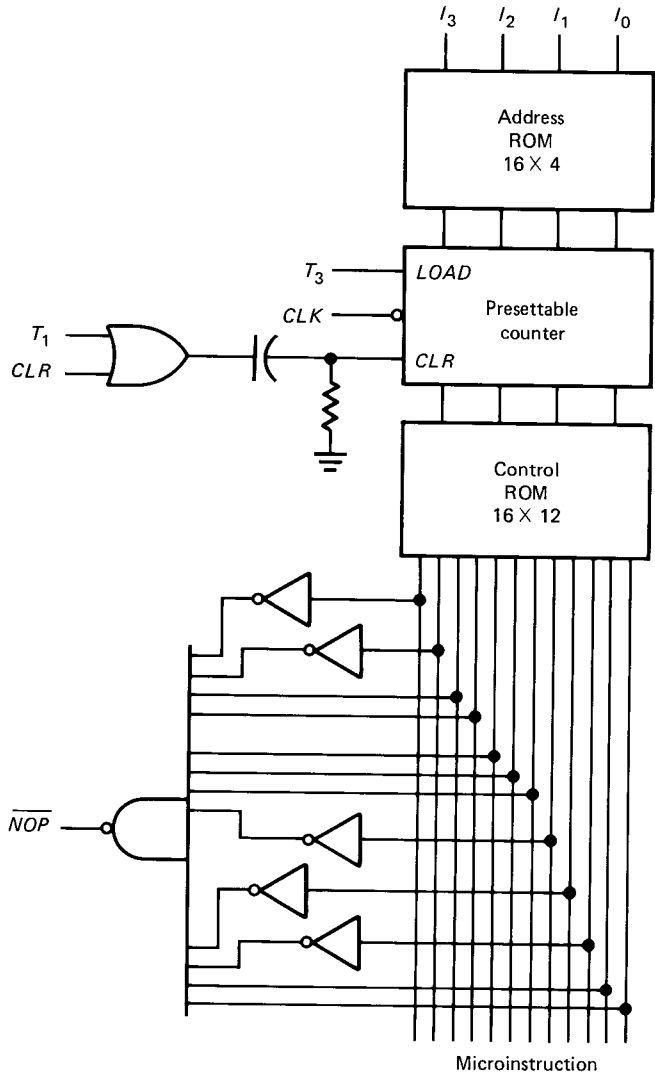 I₃ I₂ I₁ I₀
Address
ROM
16 X 4
T₃
LOAD
CLK
Presettable
counter
T₁
CLR
CLR
Control
ROM
16 X 12
N̅O̅P̅
Microinstruction